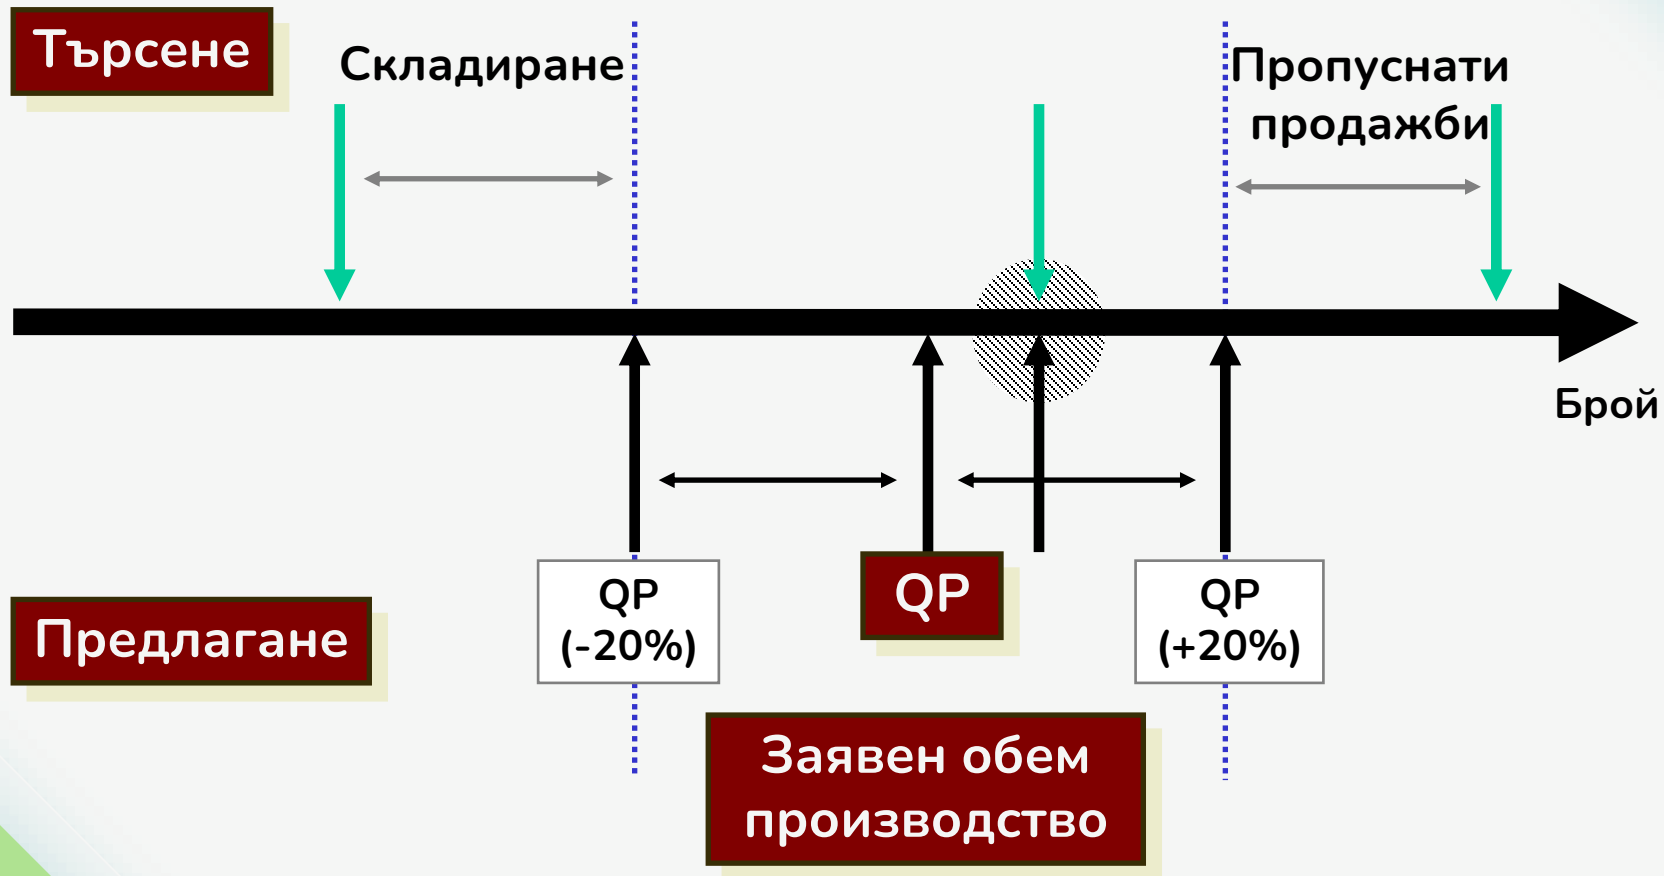 Търсене
Складиране
Пропуснати
продажби
Брой
QP
(-20%)
QP
QP
(+20%)
Предлагане
Заявен обем
производство